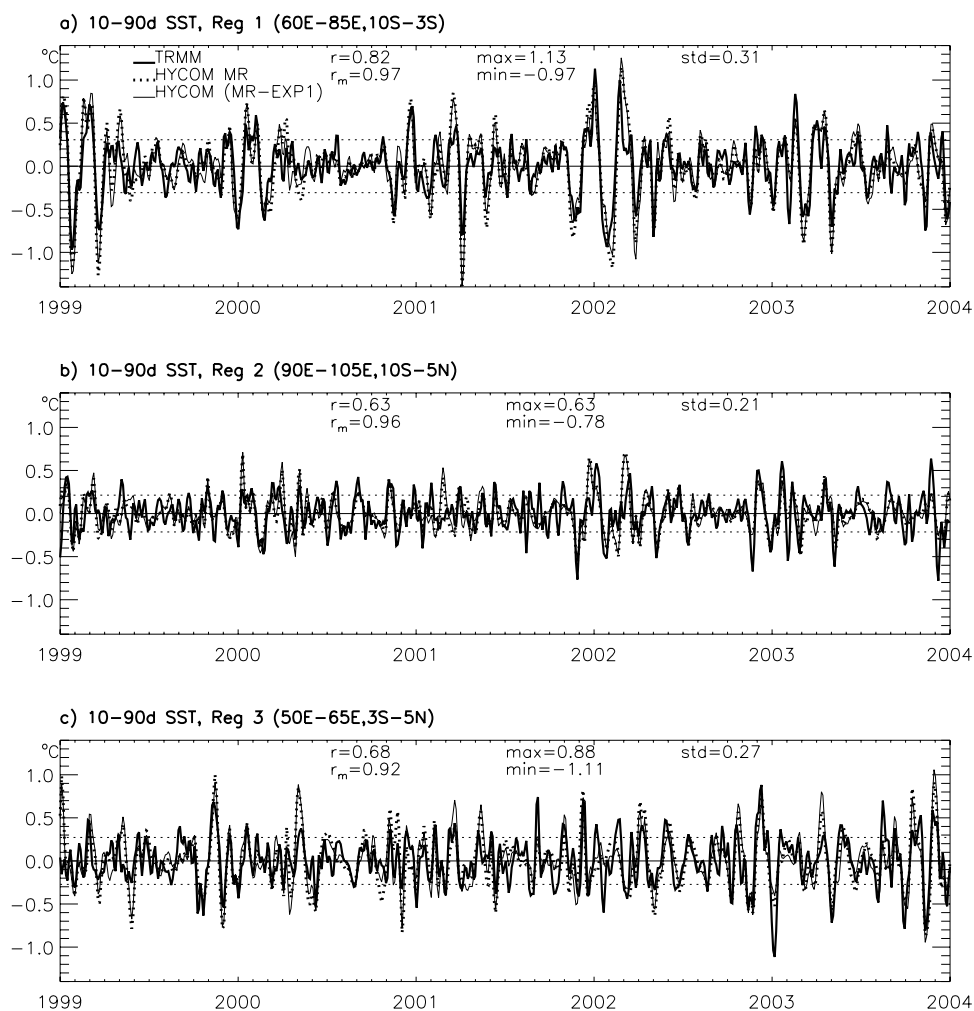 a) 10-90d SST, Reg 1 (60E-85E,10S-3S)
°C
TRMM r=0.82 max=1.13 std=0.31
HYCOM MR rm=0.97 min=-0.97
HYCOM (MR-EXP1)
1.0
0.5
0.0
-0.5
-1.0
1999 2000 2001 2002 2003 2004
b) 10-90d SST, Reg 2 (90E-105E,10S-5N)
°C
r=0.63 max=0.63 std=0.21
rm=0.96 min=-0.78
1.0
0.5
0.0
-0.5
-1.0
1999 2000 2001 2002 2003 2004
c) 10-90d SST, Reg 3 (50E-65E,3S-5N)
°C
r=0.68 max=0.88 std=0.27
rm=0.92 min=-1.11
1.0
0.5
0.0
-0.5
-1.0
1999 2000 2001 2002 2003 2004